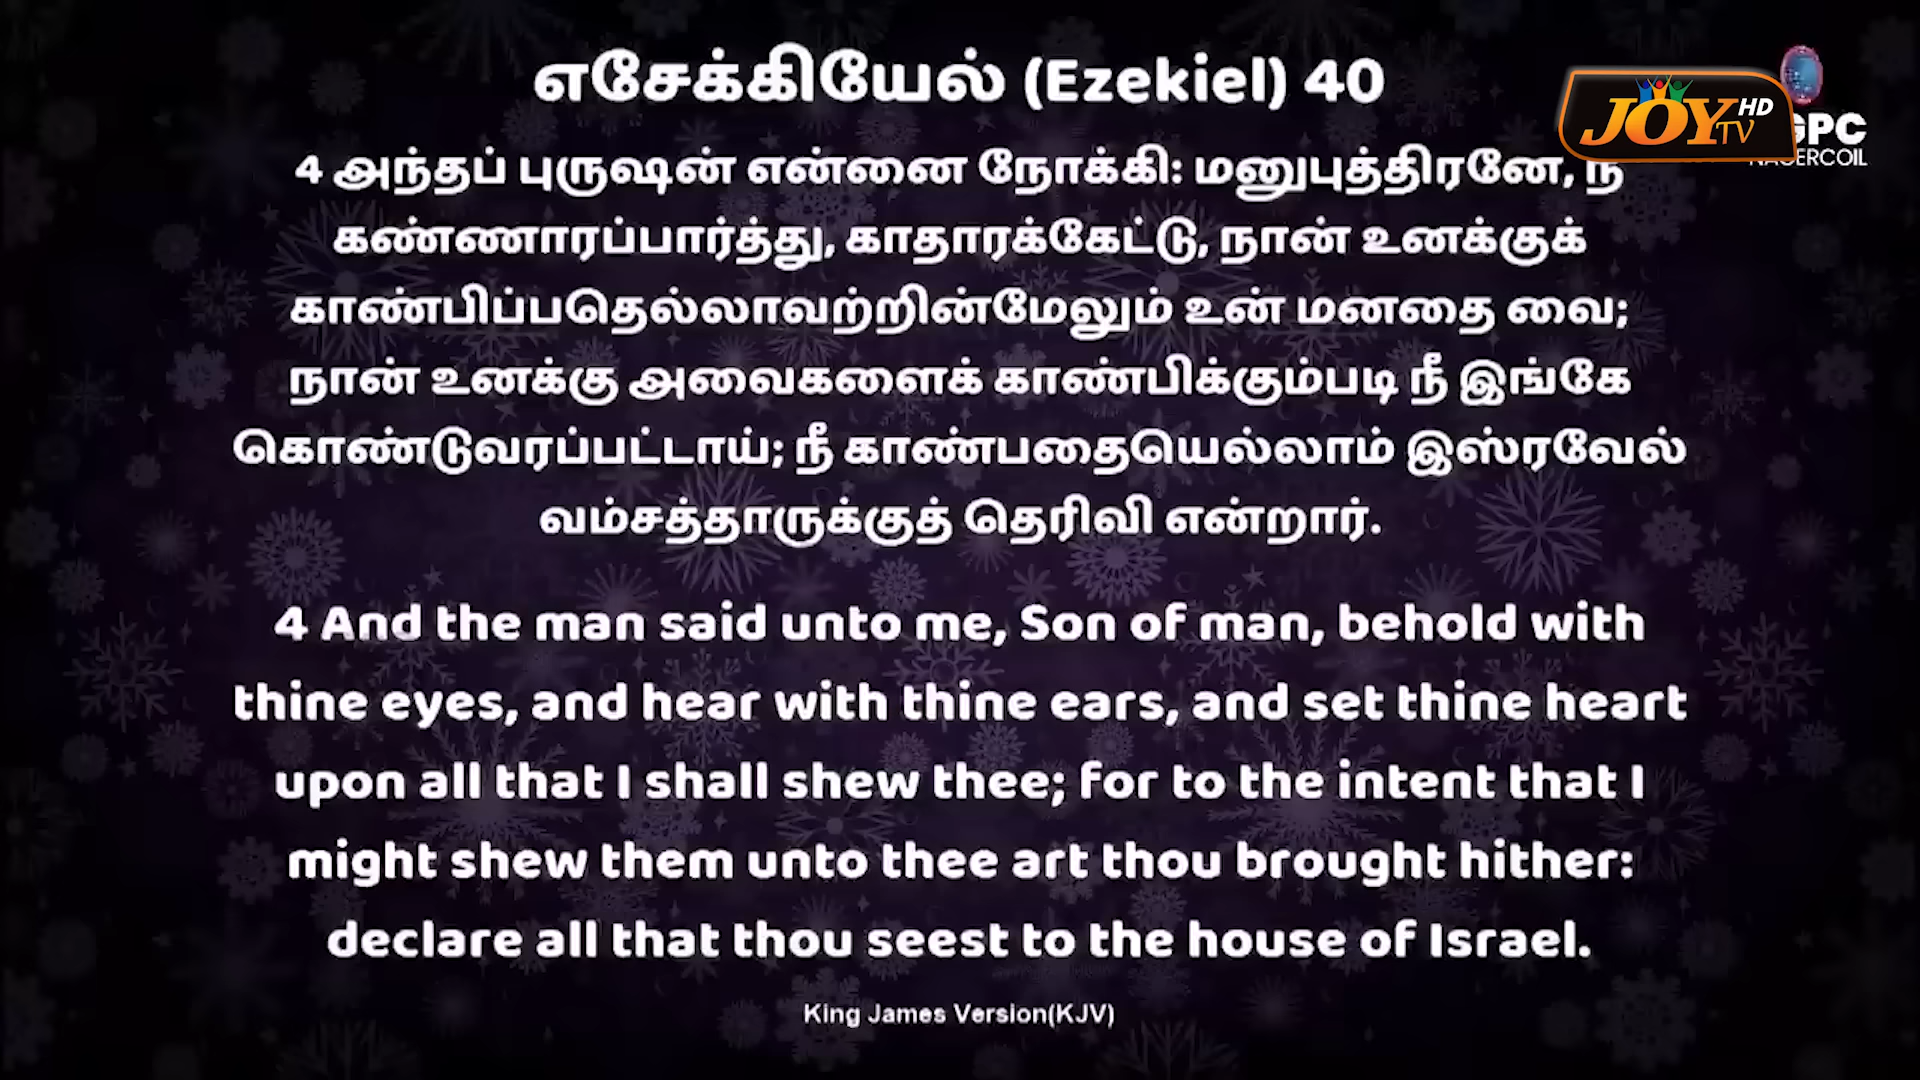 எசேக்கியேல் (Ezekiel) 40
JOY TV HD
GPC
NAGERCOIL
4 அந்தப் புருஷன் என்னை நோக்கி: மனுபுத்திரனே, நீ
கண்ணாரப்பார்த்து, காதாரக்கேட்டு, நான் உனக்குக்
காண்பிப்பதெல்லாவற்றின்மேலும் உன் மனதை வை;
நான் உனக்கு அவைகளைக் காண்பிக்கும்படி நீ இங்கே
கொண்டுவரப்பட்டாய்; நீ காண்பதையெல்லாம் இஸ்ரவேல்
வம்சத்தாருக்குத் தெரிவி என்றார்.
4 And the man said unto me, Son of man, behold with
thine eyes, and hear with thine ears, and set thine heart
upon all that I shall shew thee; for to the intent that I
might shew them unto thee art thou brought hither:
declare all that thou seest to the house of Israel.
King James Version(KJV)